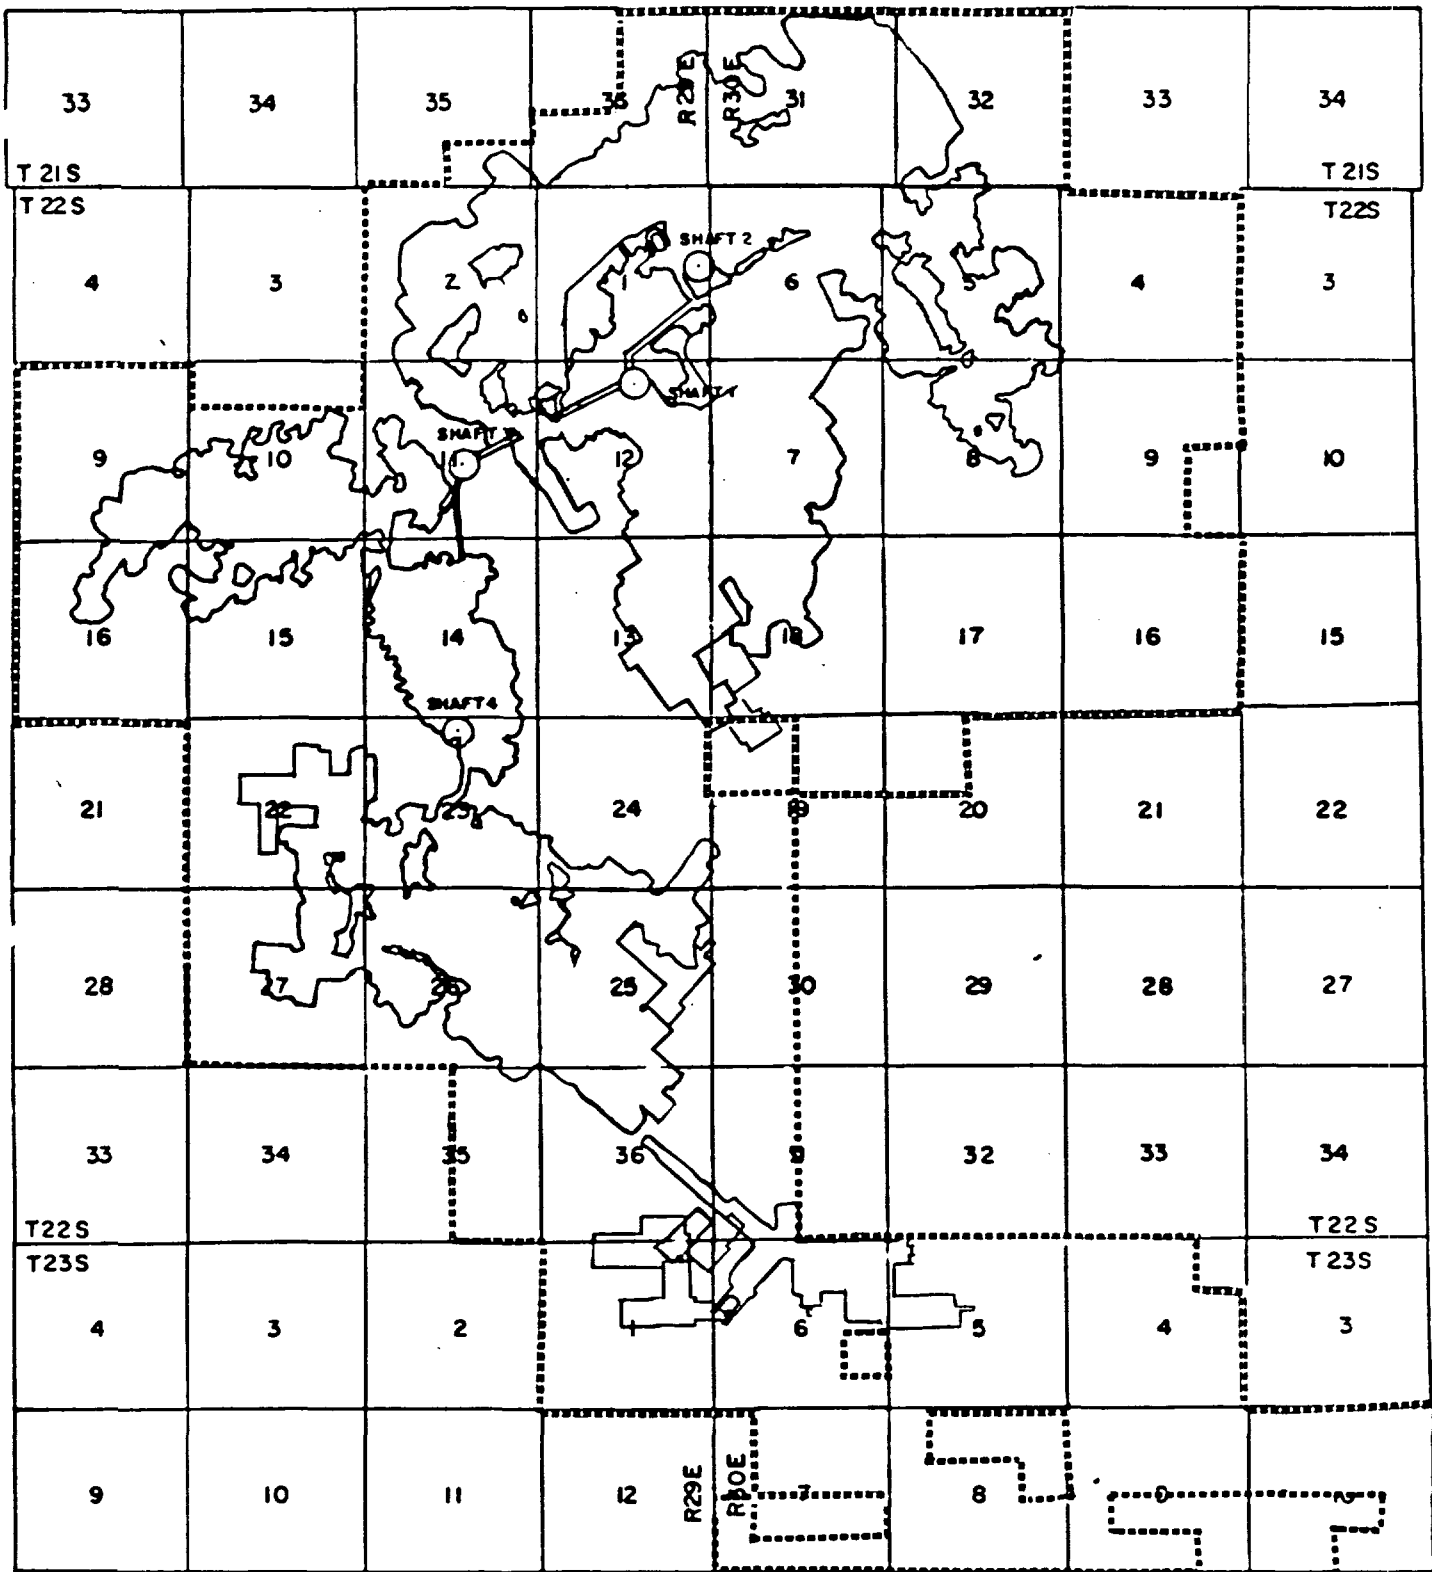 R29E R30E
33 34 35 36 31 32 33 34
T 21S T 21S
T 22S T22S
SHAFT 2
4 3 2 1 6 5 4 3
SHAFT 1
SHAFT
9 10 11 12 7 8 9 10
16 15 14 13 18 17 16 15
SHAFT 4
21 22 23 24 19 20 21 22
28 27 26 25 30 29 28 27
33 34 35 36 32 33 34
T22S T22S
T23S T 23S
4 3 2 1 6 5 4 3
R29E R30E
9 10 11 12 7 8